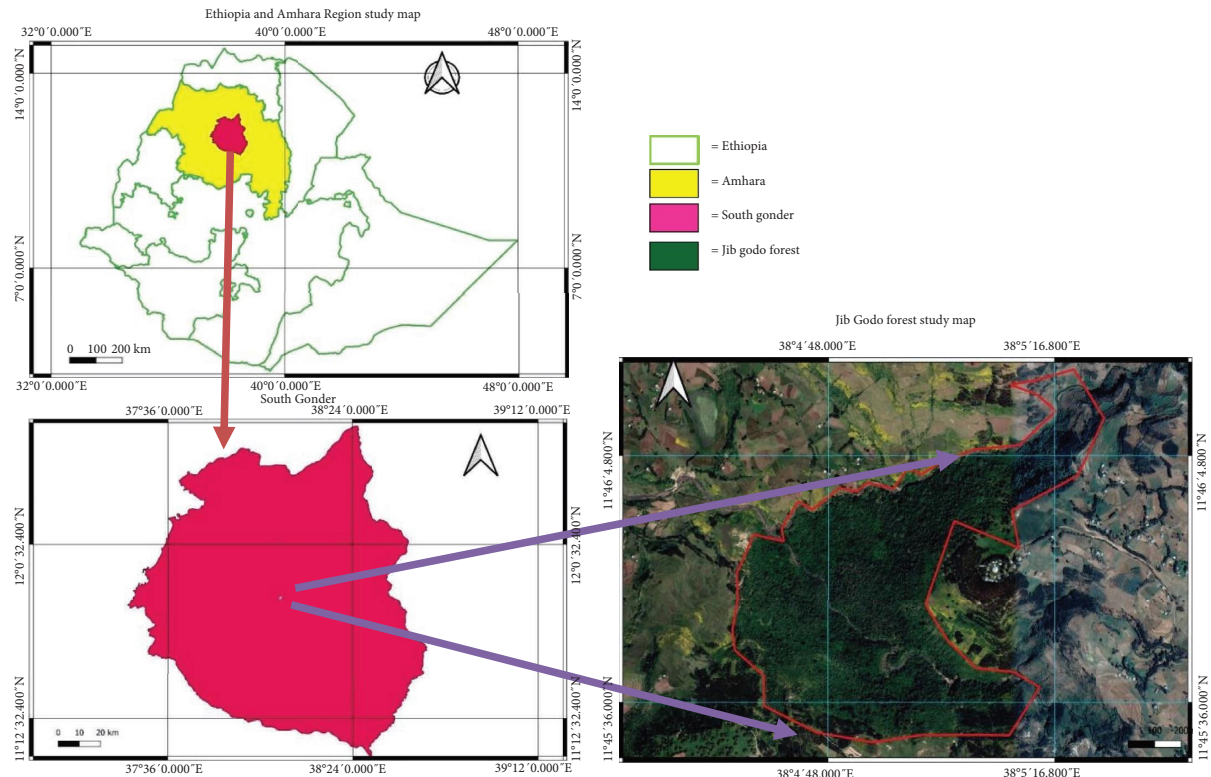 Ethiopia and Amhara Region study map
32°0´0.000˝E 40°0´0.000˝E 48°0´0.000˝E
14°0´0.000˝N 14°0´0.000˝N
7°0´0.000˝N 7°0´0.000˝N
0 100 200 km
32°0´0.000˝E 40°0´0.000˝E 48°0´0.000˝E
= Ethiopia
= Amhara
= South gonder
= Jib godo forest
South Gonder
37°36´0.000˝E 38°24´0.000˝E 39°12´0.000˝E
12°0´32.400˝N 12°0´32.400˝N
11°12´32.400˝N 11°12´32.400˝N
0 10 20 km
37°36´0.000˝E 38°24´0.000˝E 39°12´0.000˝E
Jib Godo forest study map
38°4´48.000˝E 38°5´16.800˝E
11°46´4.800˝N 11°46´4.800˝N
11°45´36.000˝N 11°45´36.000˝N
38°4´48.000˝E 38°5´16.800˝E